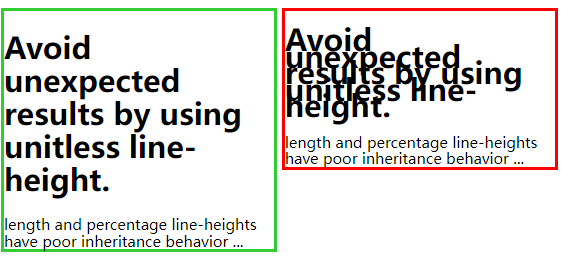 Avoid
unexpected
results by using
unitless line-
height.
length and percentage line-heights
have poor inheritance behavior ...
Avoid
unexpected
results by using
unitless line-
height.
length and percentage line-heights
have poor inheritance behavior ...